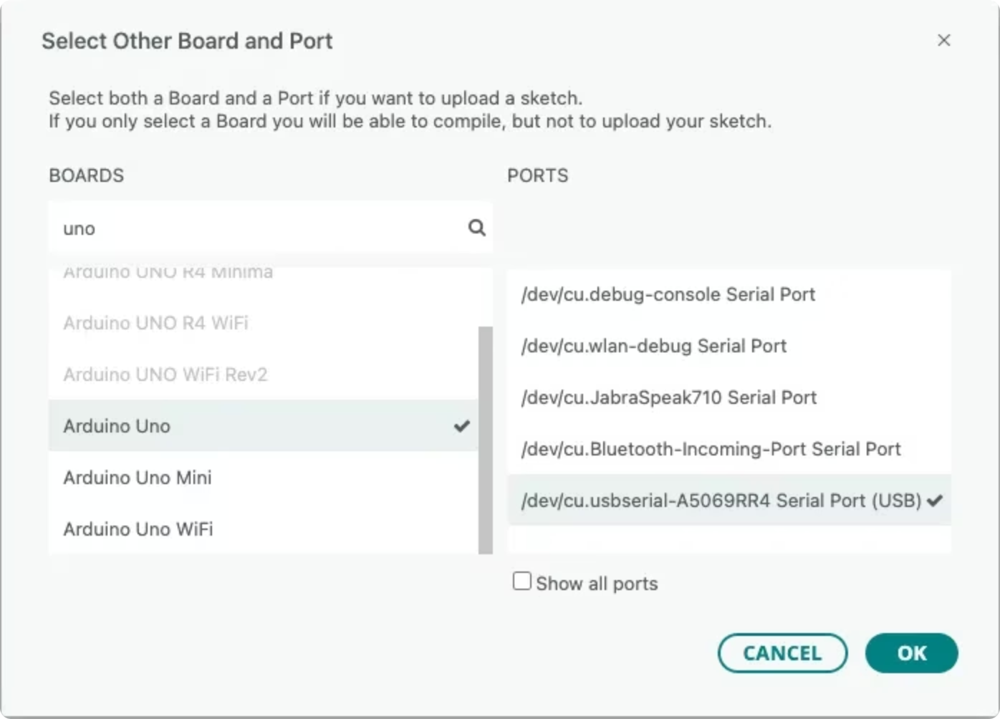 Select Other Board and Port
Select both a Board and a Port if you want to upload a sketch.
If you only select a Board you will be able to compile, but not to upload your sketch.
BOARDS
uno
Arduino UNO R4 Minima
Arduino UNO R4 WiFi
Arduino UNO WiFi Rev2
Arduino Uno
Arduino Uno Mini
Arduino Uno WiFi
PORTS
/dev/cu.debug-console Serial Port
/dev/cu.wlan-debug Serial Port
/dev/cu.JabraSpeak710 Serial Port
/dev/cu.Bluetooth-Incoming-Port Serial Port
/dev/cu.usbserial-A5069RR4 Serial Port (USB)
Show all ports
CANCEL
OK